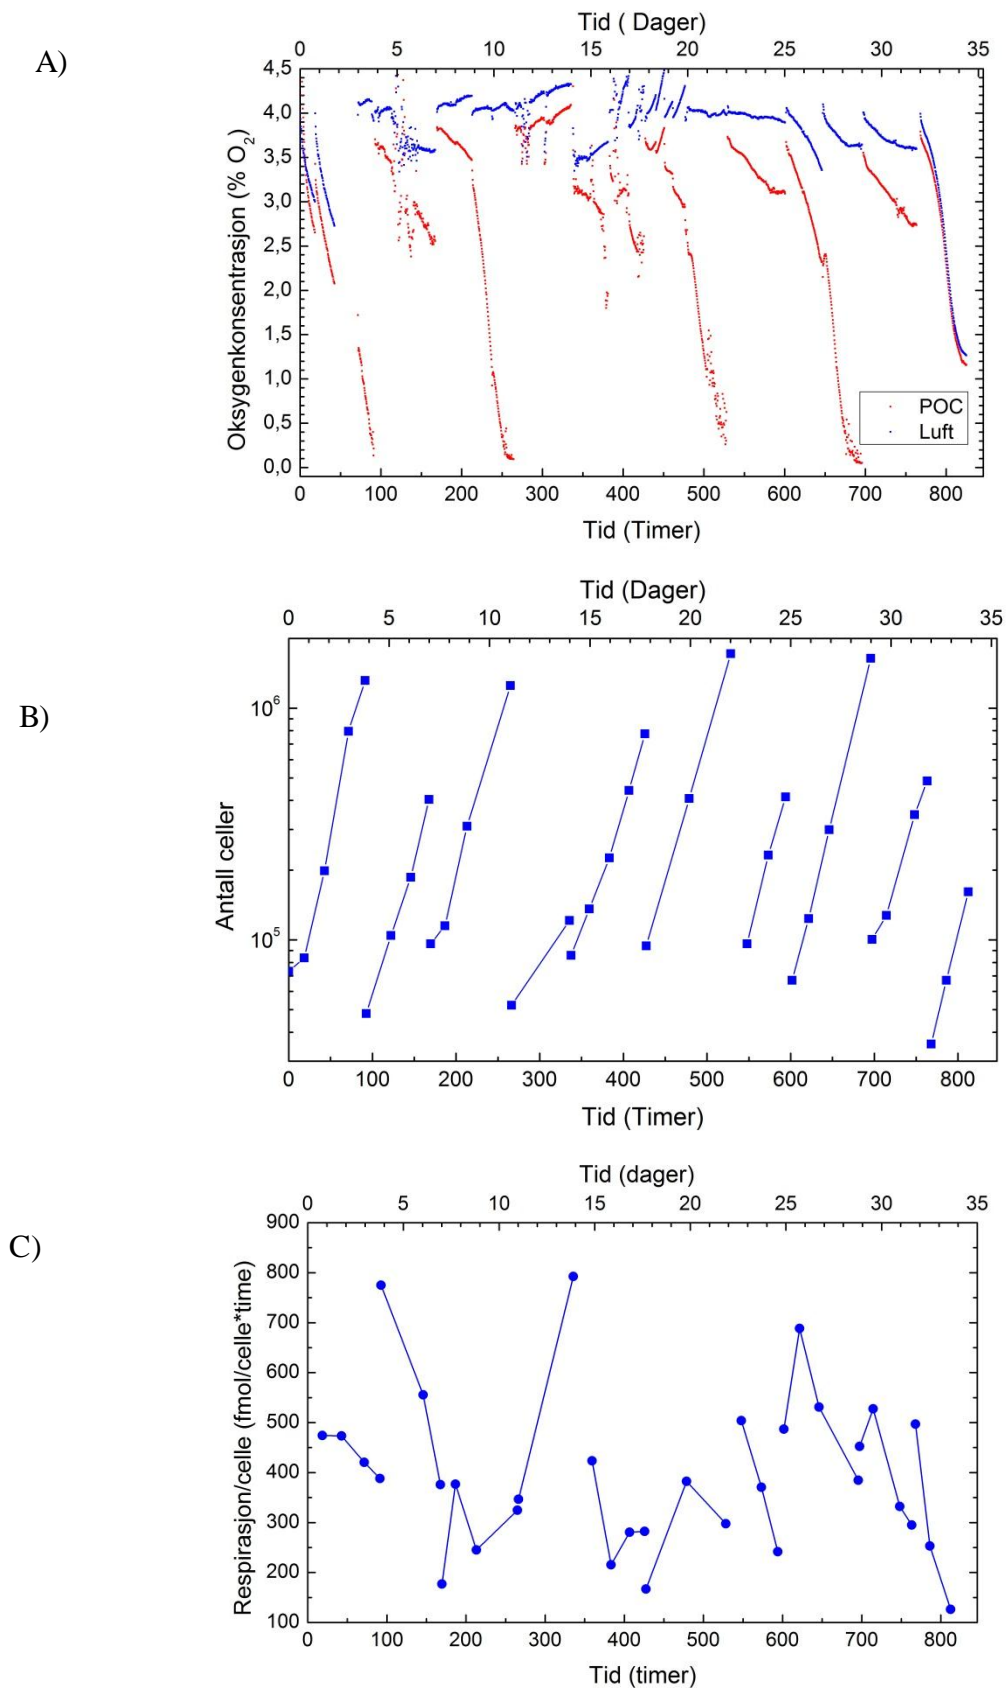 A)
Tid ( Dager)
0 5 10 15 20 25 30 35
4,5
4,0
3,5
3,0
2,5
2,0
1,5
1,0
0,5
0,0
Oksygenkonsentrasjon (% O₂)
POC
Luft
0 100 200 300 400 500 600 700 800
Tid (Timer)
B)
Tid (Dager)
0 5 10 15 20 25 30 35
10⁶
10⁵
Antall celler
0 100 200 300 400 500 600 700 800
Tid (Timer)
C)
Tid (dager)
0 5 10 15 20 25 30 35
900
800
700
600
500
400
300
200
100
Respirasjon/celle (fmol/celle*time)
0 100 200 300 400 500 600 700 800
Tid (timer)